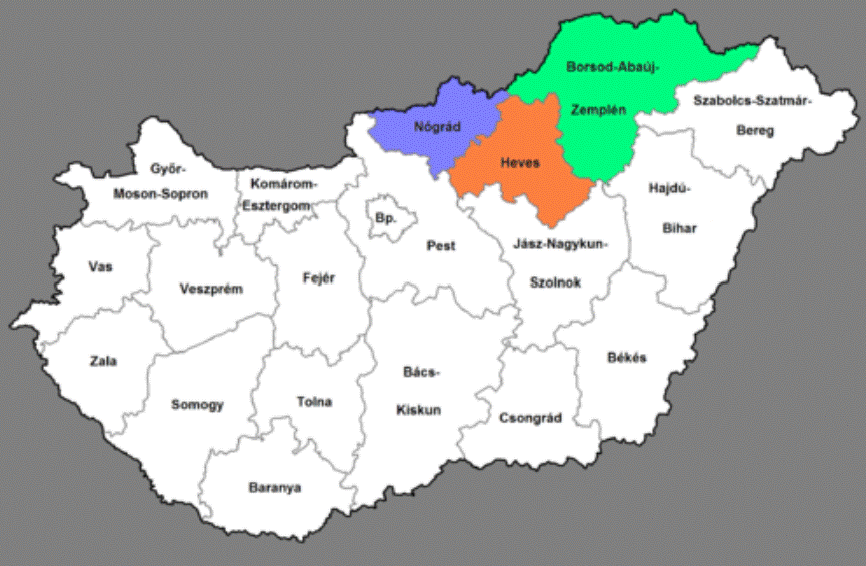 Borsod-Abaúj-
Zemplén
Szabolcs-Szatmár-
Bereg
Nógrád
Heves
Győr-
Moson-Sopron
Komárom-
Esztergom
Hajdú-
Bihar
Bp.
Pest
Jász-Nagykun-
Szolnok
Vas
Veszprém
Fejér
Zala
Somogy
Tolna
Bács-
Kiskun
Békés
Csongrád
Baranya